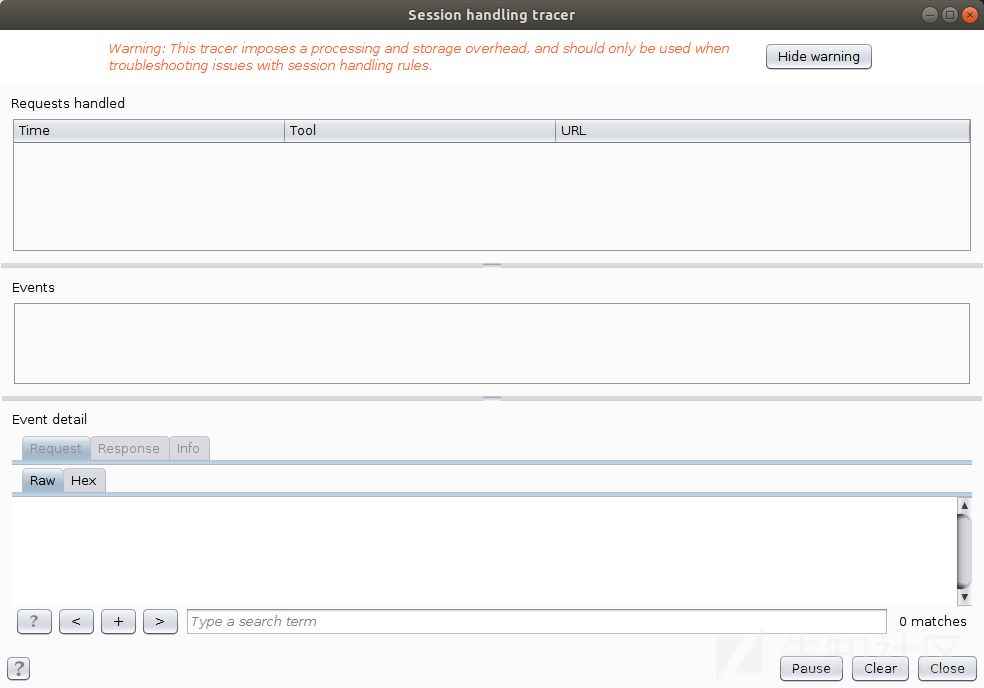 Session handling tracer
Warning: This tracer imposes a processing and storage overhead, and should only be used when
troubleshooting issues with session handling rules.
Hide warning
Requests handled
Time Tool URL
Events
Event detail
Request Response Info
Raw Hex
? < + > Type a search term 0 matches
先知社区
? Pause Clear Close